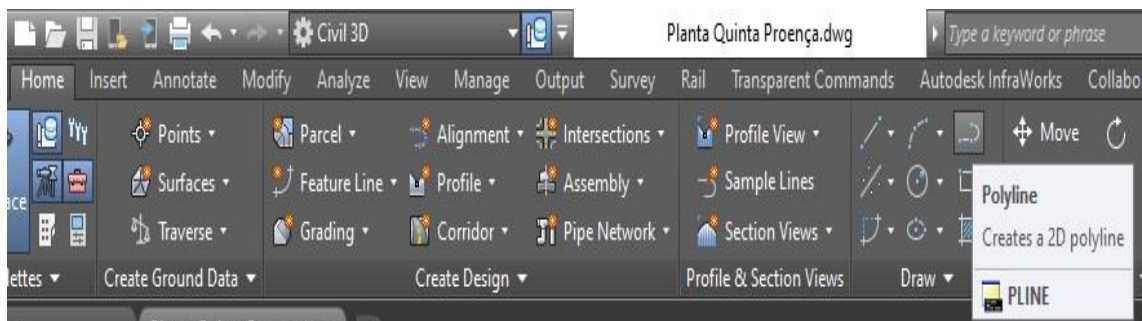 Civil 3D Planta Quinta Proença.dwg Type a keyword or phrase
Home Insert Annotate Modify Analyze View Manage Output Survey Rail Transparent Commands Autodesk InfraWorks Collabo
Points Parcel Alignment Intersections Profile View Move
ace Surfaces Feature Line Profile Assembly Sample Lines
Traverse Grading Corridor Pipe Network Section Views
lettes Create Ground Data Create Design Profile & Section Views Draw
Polyline
Creates a 2D polyline
PLINE